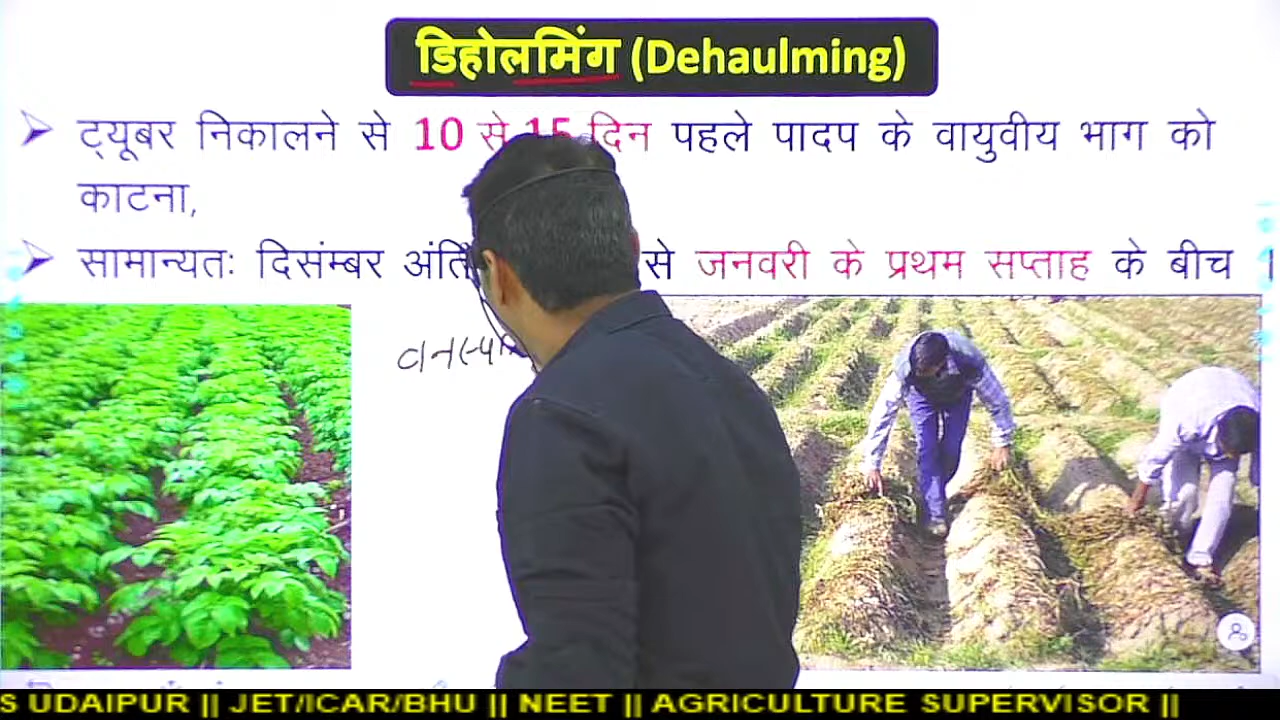 डिहोलमिंग (Dehaulming)
ट्यूबर निकालने से 10 से 15 दिन पहले पादप के वायुवीय भाग को
काटना,
सामान्यतः दिसंम्बर से जनवरी के प्रथम सप्ताह के बीच ।
S UDAIPUR || JET/ICAR/BHU || NEET || AGRICULTURE SUPERVISOR ||